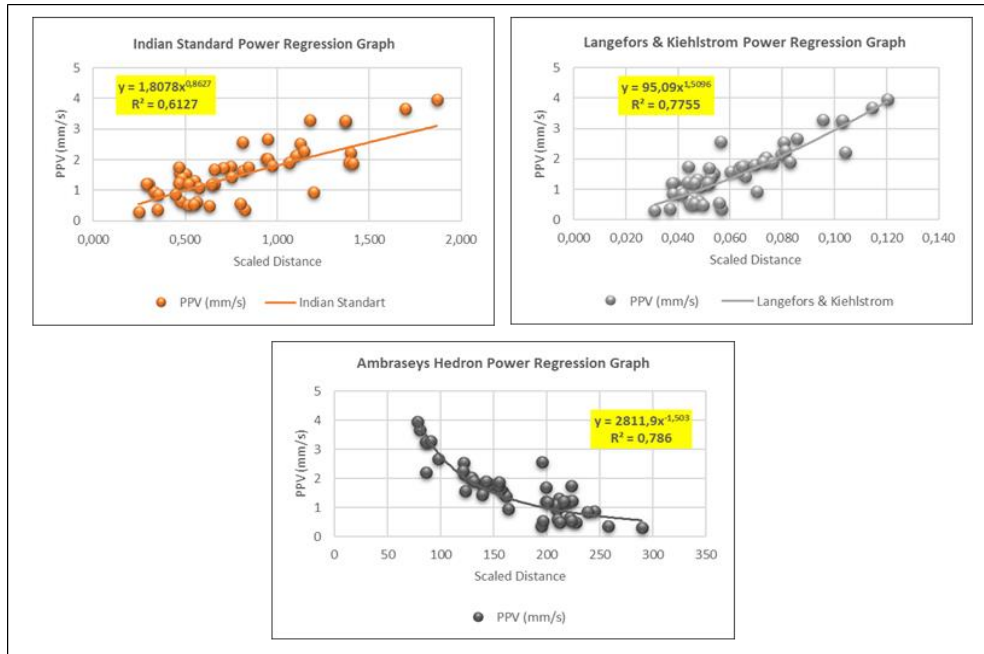 Indian Standard Power Regression Graph
y = 1,8078x^0,8627
R² = 0,6127
PPV (mm/s)
5
4
3
2
1
0
0,000 0,500 1,000 1,500 2,000
Scaled Distance
PPV (mm/s) Indian Standart
Langefors & Kiehlstrom Power Regression Graph
y = 95,09x^1,5096
R² = 0,7755
PPV (mm/s)
5
4
3
2
1
0
0,000 0,020 0,040 0,060 0,080 0,100 0,120 0,140
Scaled Distance
PPV (mm/s) Langefors & Kiehlstrom
Ambraseys Hedron Power Regression Graph
y = 2811,9x^-1,503
R² = 0,786
PPV (mm/s)
5
4
3
2
1
0
0 50 100 150 200 250 300 350
Scaled Distance
PPV (mm/s)